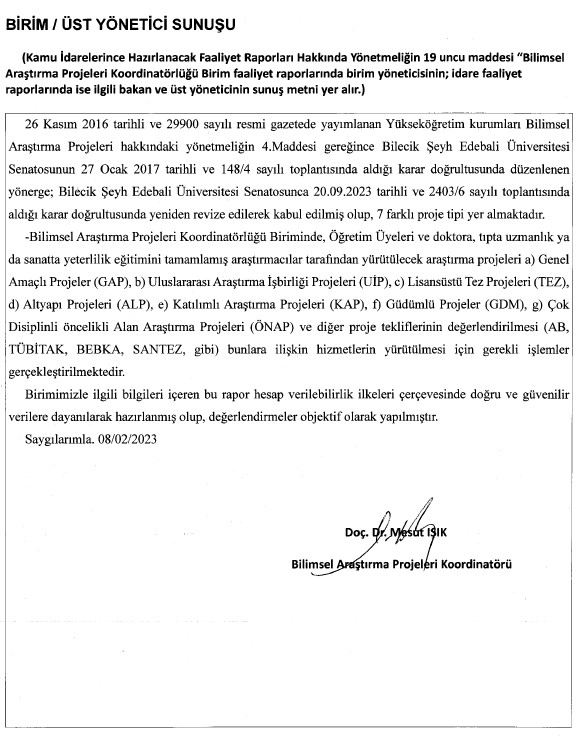 BİRİM / ÜST YÖNETİCİ SUNUŞU
(Kamu İdarelerince Hazırlanacak Faaliyet Raporları Hakkında Yönetmeliğin 19 uncu maddesi “Bilimsel
Araştırma Projeleri Koordinatörlüğü Birim faaliyet raporlarında birim yöneticisinin; idare faaliyet
raporlarında ise ilgili bakan ve üst yöneticinin sunuş metni yer alır.)
26 Kasım 2016 tarihli ve 29900 sayılı resmi gazetede yayımlanan Yükseköğretim kurumları Bilimsel
Araştırma Projeleri hakkındaki yönetmeliğin 4.Maddesi gereğince Bilecik Şeyh Edebali Üniversitesi
Senatosunun 27 Ocak 2017 tarihli ve 148/4 sayılı toplantısında aldığı karar doğrultusunda düzenlenen
yönerge; Bilecik Şeyh Edebali Üniversitesi Senatosunca 20.09.2023 tarihli ve 2403/6 sayılı toplantısında
aldığı karar doğrultusunda yeniden revize edilerek kabul edilmiş olup, 7 farklı proje tipi yer almaktadır.
-Bilimsel Araştırma Projeleri Koordinatörlüğü Biriminde, Öğretim Üyeleri ve doktora, tıpta uzmanlık ya
da sanatta yeterlilik eğitimini tamamlamış araştırmacılar tarafından yürütülecek araştırma projeleri a) Genel
Amaçlı Projeler (GAP), b) Uluslararası Araştırma İşbirliği Projeleri (UİP), c) Lisansüstü Tez Projeleri (TEZ),
d) Altyapı Projeleri (ALP), e) Katılımlı Araştırma Projeleri (KAP), f) Güdümlü Projeler (GDM), g) Çok
Disiplinli öncelikli Alan Araştırma Projeleri (ÖNAP) ve diğer proje tekliflerinin değerlendirilmesi (AB,
TÜBİTAK, BEBKA, SANTEZ, gibi) bunlara ilişkin hizmetlerin yürütülmesi için gerekli işlemler
gerçekleştirilmektedir.
Birimimizle ilgili bilgileri içeren bu rapor hesap verilebilirlik ilkeleri çerçevesinde doğru ve güvenilir
verilere dayanılarak hazırlanmış olup, değerlendirmeler objektif olarak yapılmıştır.
Saygılarımla. 08/02/2023
Doç. Dr. Mesut IŞIK
Bilimsel Araştırma Projeleri Koordinatörü